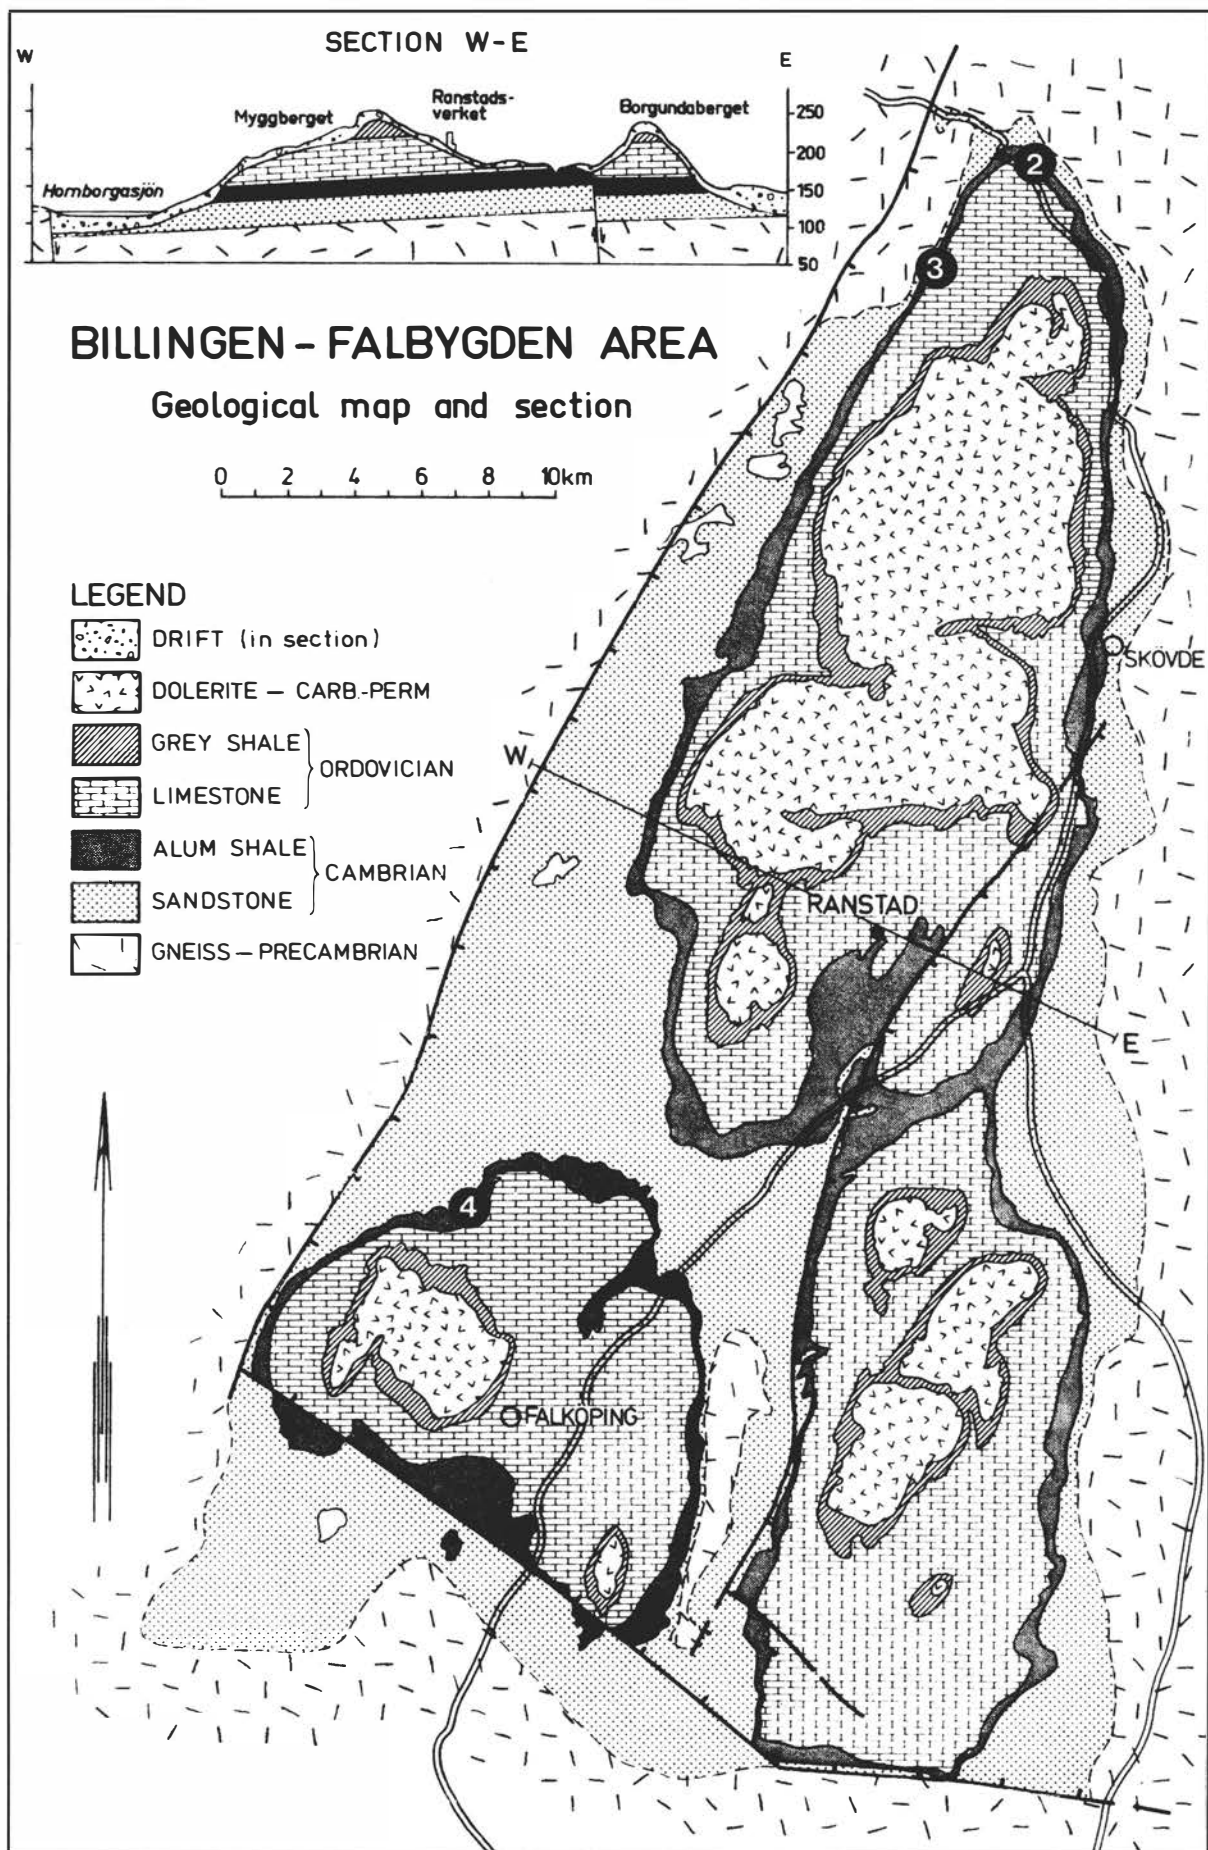 SECTION W-E
W
E
Myggberget
Ranstads-
verket
Borgundaberget
Hornborgasjön
250
200
150
100
50
BILLINGEN - FALBYGDEN AREA
Geological map and section
0 2 4 6 8 10km
LEGEND
DRIFT (in section)
DOLERITE - CARB.-PERM
GREY SHALE
LIMESTONE
ORDOVICIAN
ALUM SHALE
SANDSTONE
CAMBRIAN
GNEISS - PRECAMBRIAN
2
3
SKÖVDE
W
RANSTAD
E
4
FALKÖPING